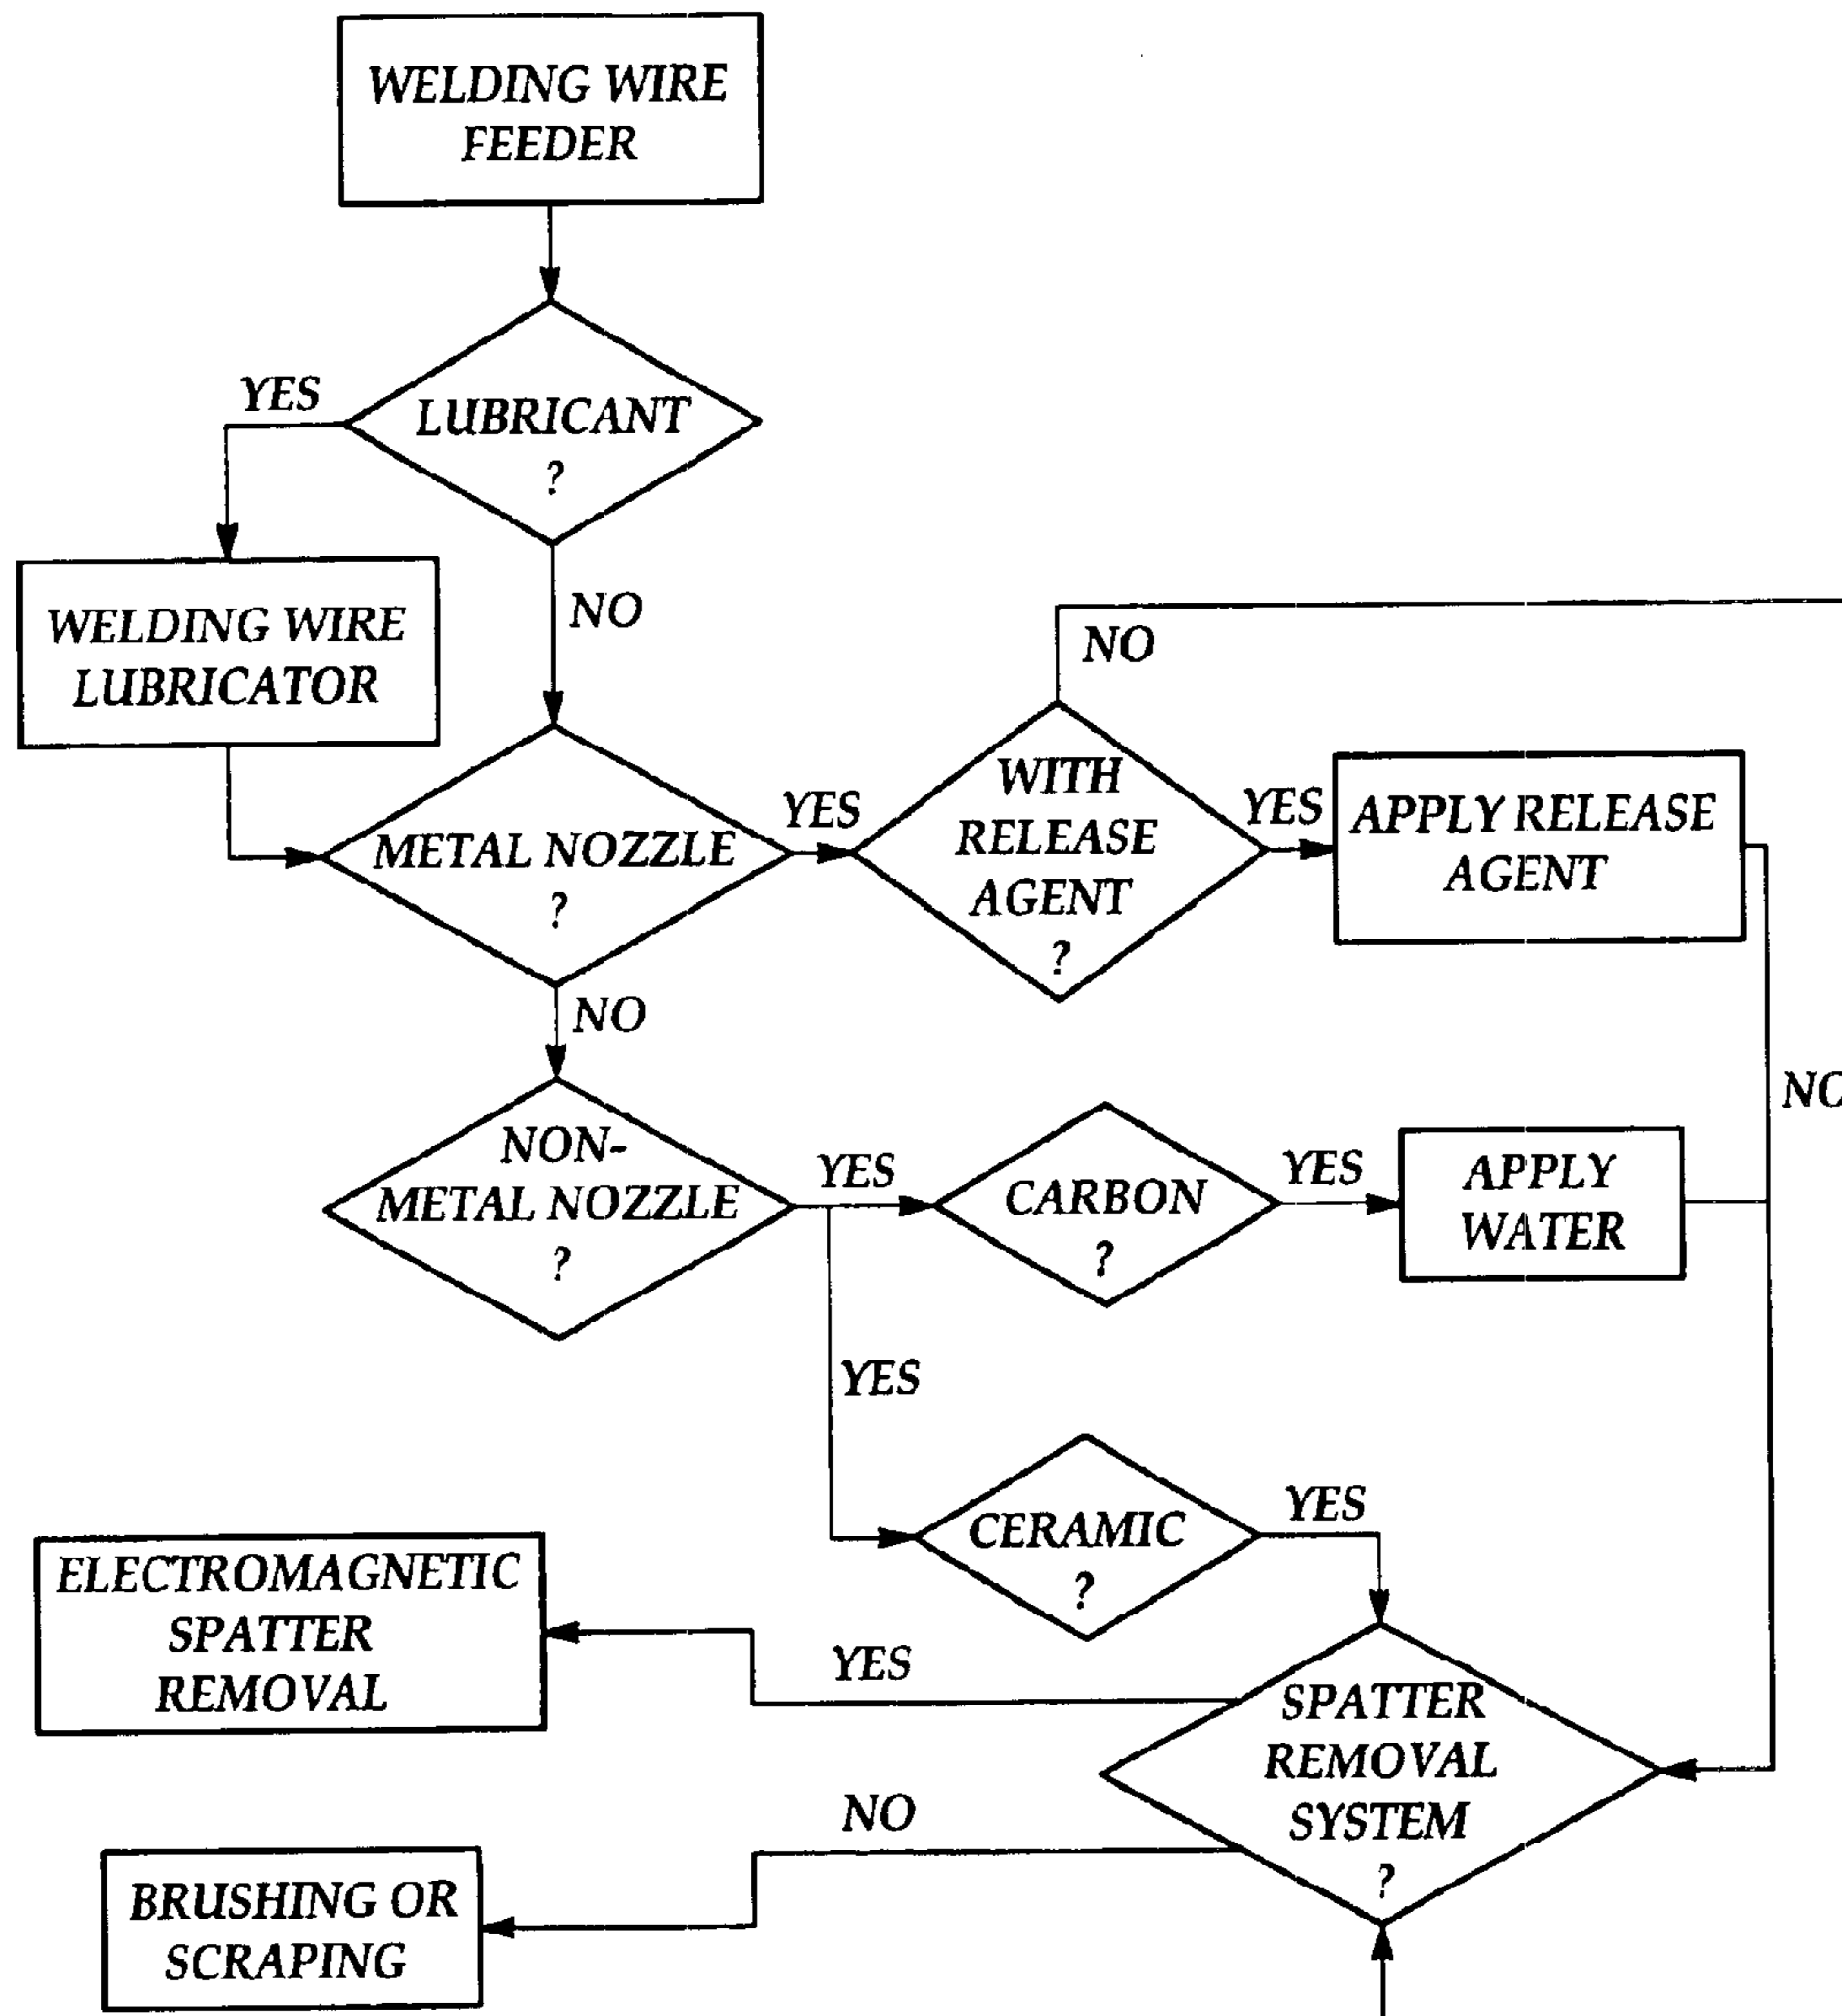 WELDING WIRE
FEEDER
YES
LUBRICANT
?
NO
WELDING WIRE
LUBRICATOR
NO
YES
METAL NOZZLE
?
WITH
RELEASE
AGENT
?
YES
APPLY RELEASE
AGENT
NO
NO
NON-
METAL NOZZLE
?
YES
CARBON
?
YES
APPLY
WATER
YES
CERAMIC
?
YES
ELECTROMAGNETIC
SPATTER
REMOVAL
YES
SPATTER
REMOVAL
SYSTEM
?
NO
BRUSHING OR
SCRAPING